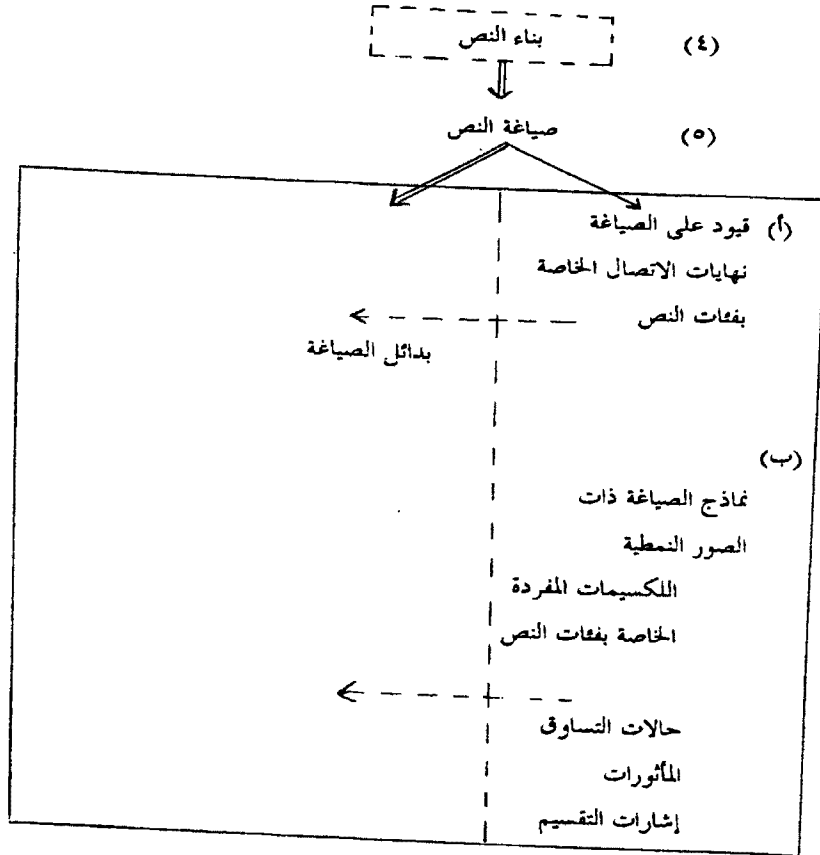 (٤) بناء النص
(٥) صياغة النص
(أ) قيود على الصياغة
نهايات الاتصال الخاصة
بفئات النص
بدائل الصياغة
(ب)
نماذج الصياغة ذات
الصور النمطية
اللكسيمات المفردة
الخاصة بفئات النص
حالات التساوق
المأثورات
إشارات التقسيم